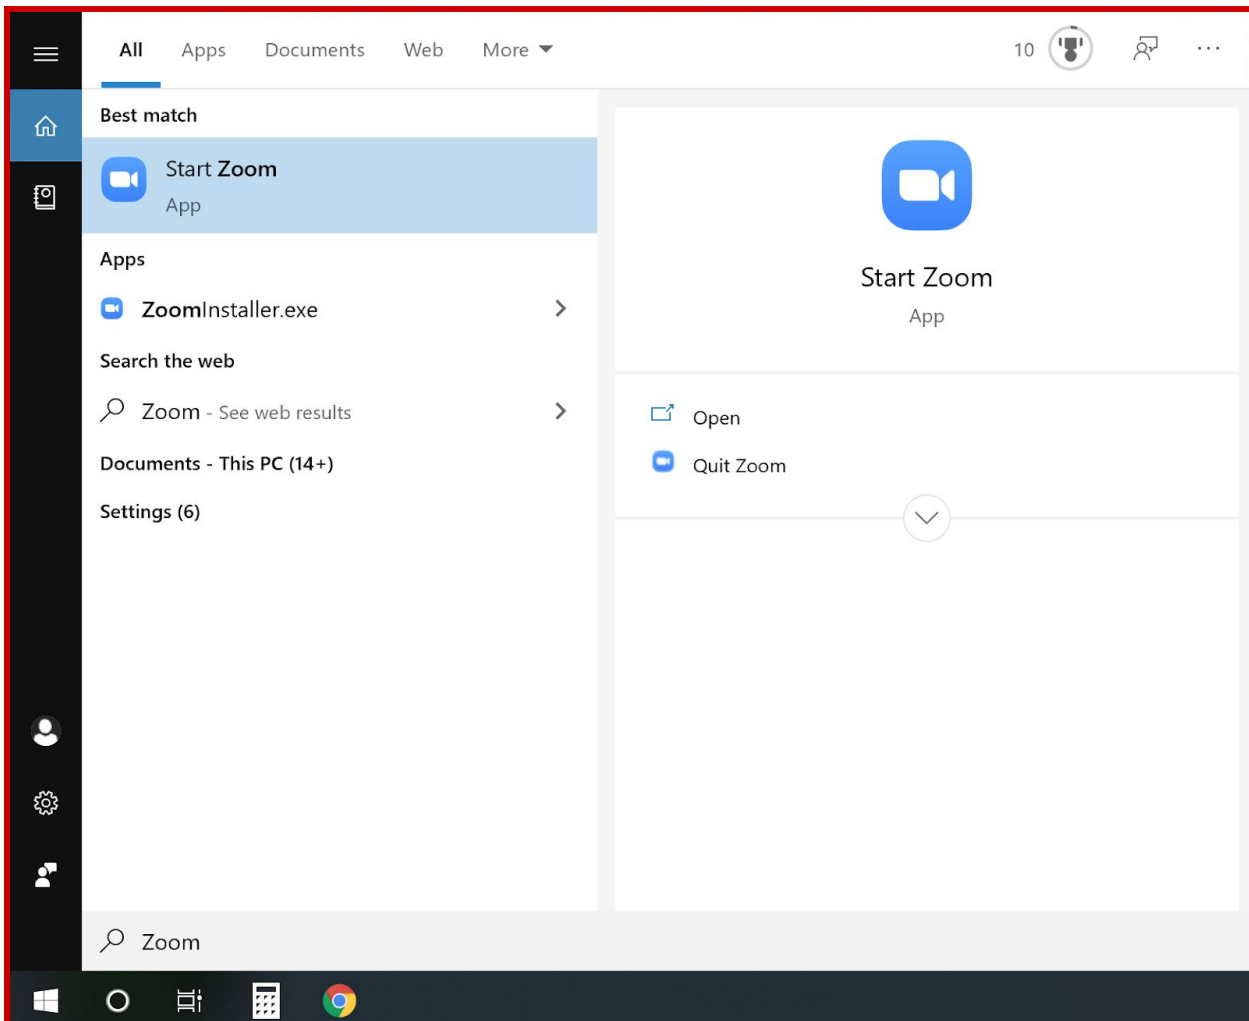 All Apps Documents Web More 10
Best match
Start Zoom
App
Apps
ZoomInstaller.exe
Search the web
Zoom - See web results
Documents - This PC (14+)
Settings (6)
Start Zoom
App
Open
Quit Zoom
Zoom